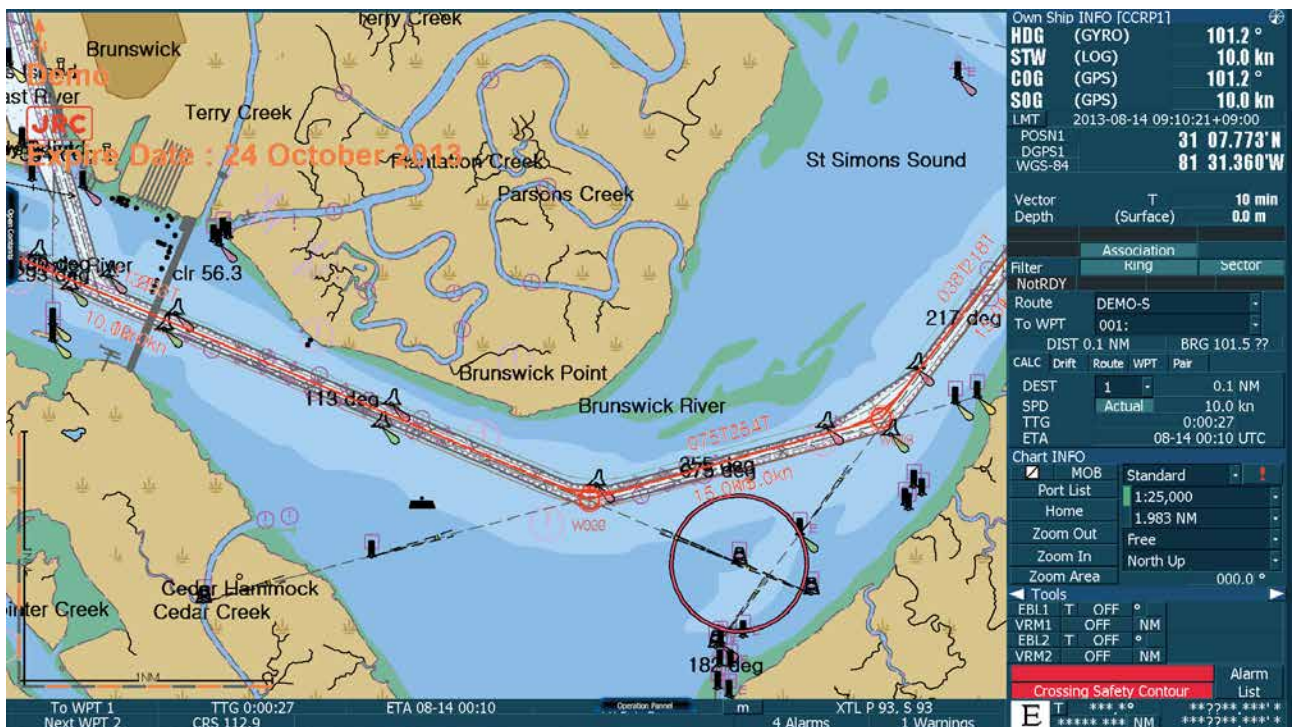 Terry Creek
Brunswick
Demo
ast River
JRC
Terry Creek
Expire Date : 24 October 2013
Plantation Creek
St Simons Sound
Parsons Creek
clr 56.3
217 deg
Brunswick Point
113 deg
Brunswick River
182 deg
Cedar Hammock
Cedar Creek
inter Creek
1NM
Open Contents
Own Ship INFO [CCRP1]
HDG (GYRO) 101.2 °
STW (LOG) 10.0 kn
COG (GPS) 101.2 °
SOG (GPS) 10.0 kn
LMT 2013-08-14 09:10:21+09:00
POSN1 31 07.773'N
DGPS1
WGS-84 81 31.360'W
Vector T 10 min
Depth (Surface) 0.0 m
Association
Filter Ring Sector
NotRDY
Route DEMO-S
To WPT 001:
DIST 0.1 NM BRG 101.5 ??
CALC Drift Route WPT Pair
DEST 1 0.1 NM
SPD Actual 10.0 kn
TTG 0:00:27
ETA 08-14 00:10 UTC
Chart INFO
MOB Standard !
Port List 1:25,000
Home 1.983 NM
Zoom Out Free
Zoom In North Up
Zoom Area 000.0 °
Tools
EBL1 T OFF °
VRM1 OFF NM
EBL2 T OFF °
VRM2 OFF NM
Alarm
Crossing Safety Contour List
E T ***.*° **??**.***'*
*****.*** NM ***??**.***'*
To WPT 1 TTG 0:00:27 ETA 08-14 00:10 Operation Pannel m XTL P 93. S 93
Next WPT 2 CRS 112.9 4 Alarms 1 Warnings